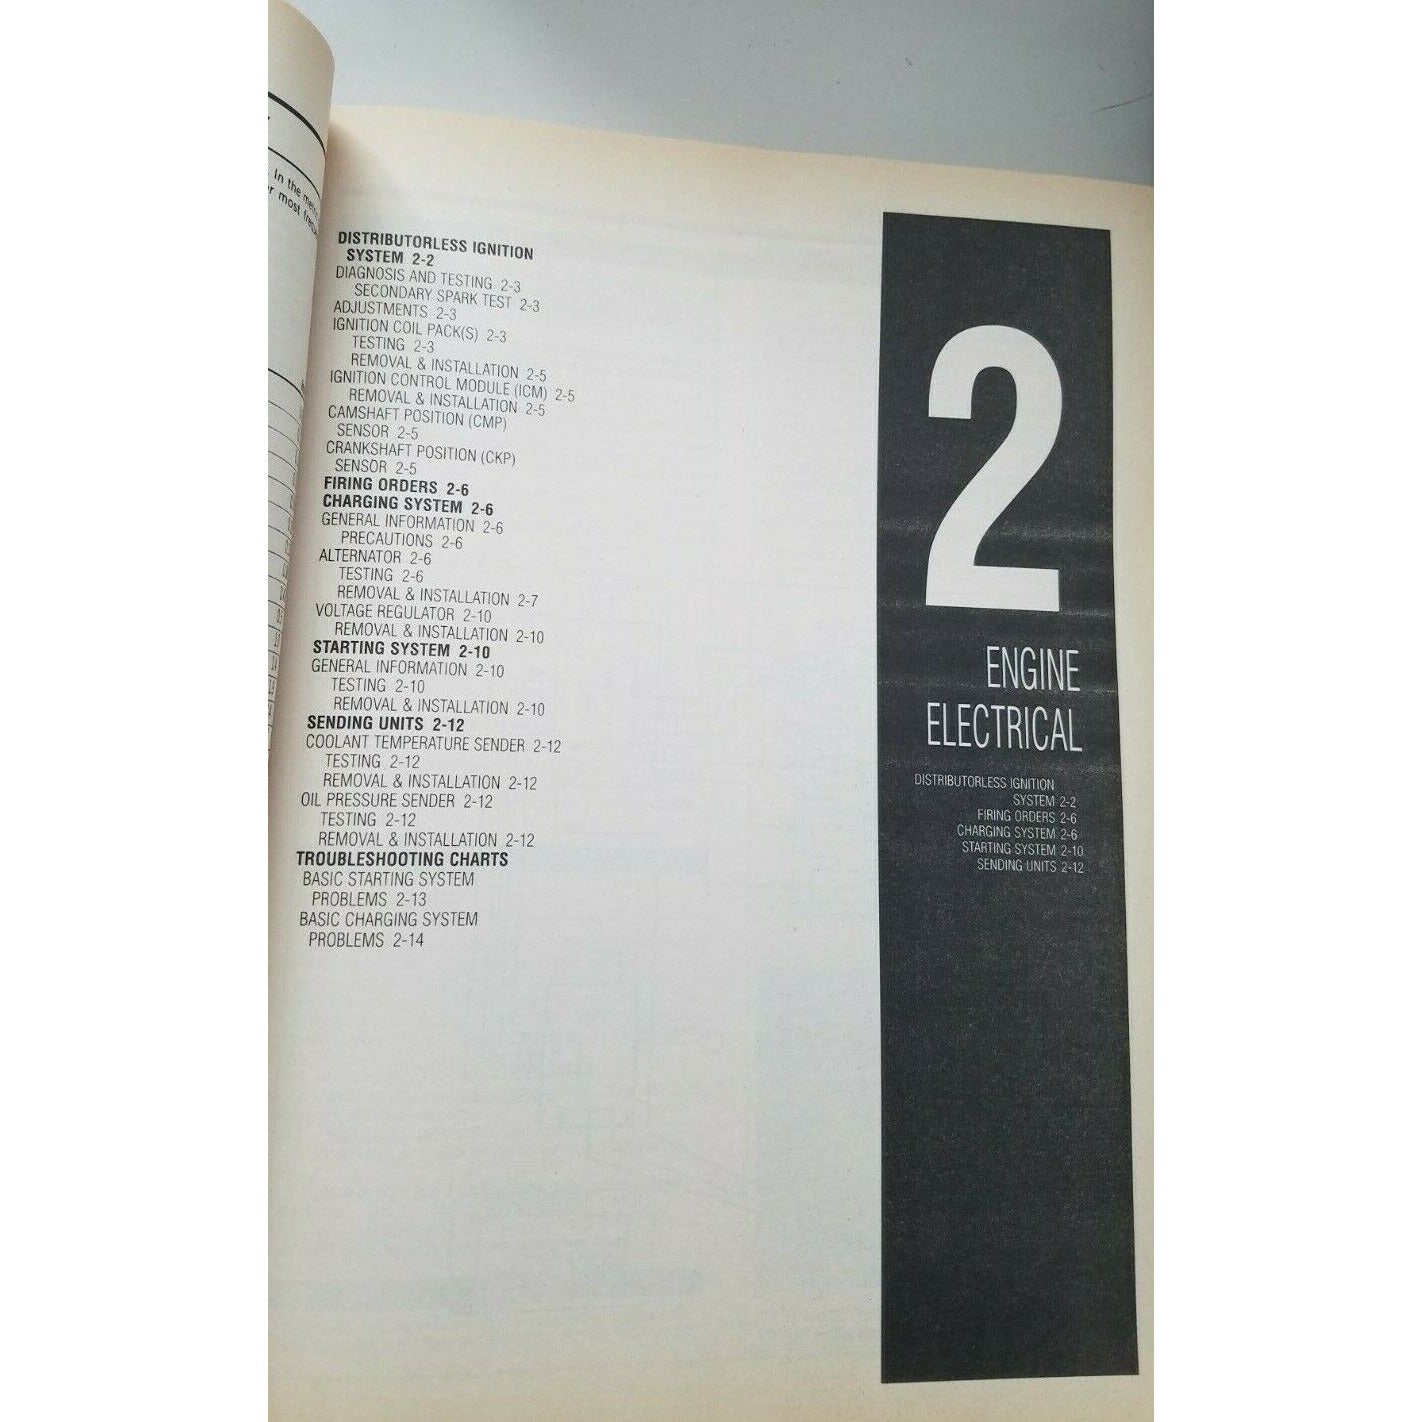 In the
most
DISTRIBUTORLESS IGNITION
SYSTEM 2-2
DIAGNOSIS AND TESTING 2-3
SECONDARY SPARK TEST 2-3
ADJUSTMENTS 2-3
IGNITION COIL PACK(S) 2-3
TESTING 2-3
REMOVAL & INSTALLATION 2-5
IGNITION CONTROL MODULE (ICM) 2-5
REMOVAL & INSTALLATION 2-5
CAMSHAFT POSITION (CMP)
SENSOR 2-5
CRANKSHAFT POSITION (CKP)
SENSOR 2-5
FIRING ORDERS 2-6
CHARGING SYSTEM 2-6
GENERAL INFORMATION 2-6
PRECAUTIONS 2-6
ALTERNATOR 2-6
TESTING 2-6
REMOVAL & INSTALLATION 2-7
VOLTAGE REGULATOR 2-10
REMOVAL & INSTALLATION 2-10
STARTING SYSTEM 2-10
GENERAL INFORMATION 2-10
TESTING 2-10
REMOVAL & INSTALLATION 2-10
SENDING UNITS 2-12
COOLANT TEMPERATURE SENDER 2-12
TESTING 2-12
REMOVAL & INSTALLATION 2-12
OIL PRESSURE SENDER 2-12
TESTING 2-12
REMOVAL & INSTALLATION 2-12
TROUBLESHOOTING CHARTS
BASIC STARTING SYSTEM
PROBLEMS 2-13
BASIC CHARGING SYSTEM
PROBLEMS 2-14
2
ENGINE
ELECTRICAL
DISTRIBUTORLESS IGNITION
SYSTEM 2-2
FIRING ORDERS 2-6
CHARGING SYSTEM 2-6
STARTING SYSTEM 2-10
SENDING UNITS 2-12